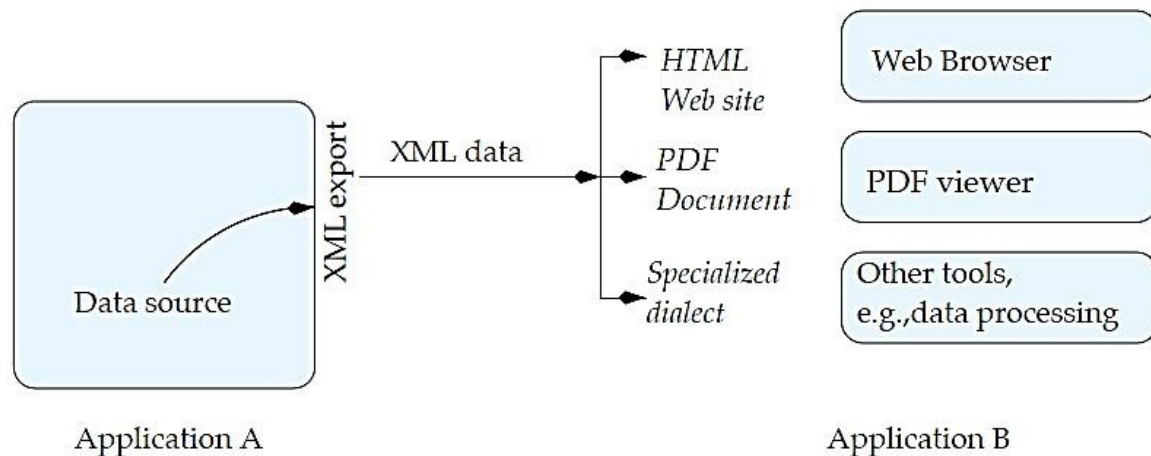 Data source
XML export
XML data
HTML
Web site
PDF
Document
Specialized
dialect
Web Browser
PDF viewer
Other tools,
e.g.,data processing
Application A
Application B